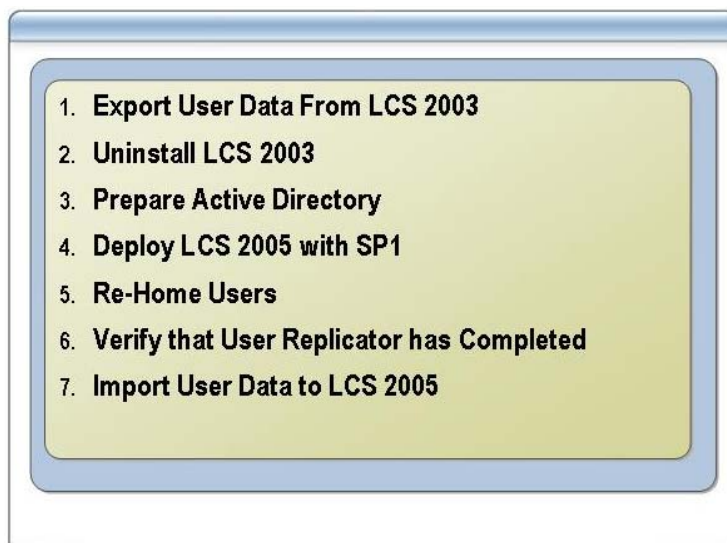 1. Export User Data From LCS 2003
2. Uninstall LCS 2003
3. Prepare Active Directory
4. Deploy LCS 2005 with SP1
5. Re-Home Users
6. Verify that User Replicator has Completed
7. Import User Data to LCS 2005